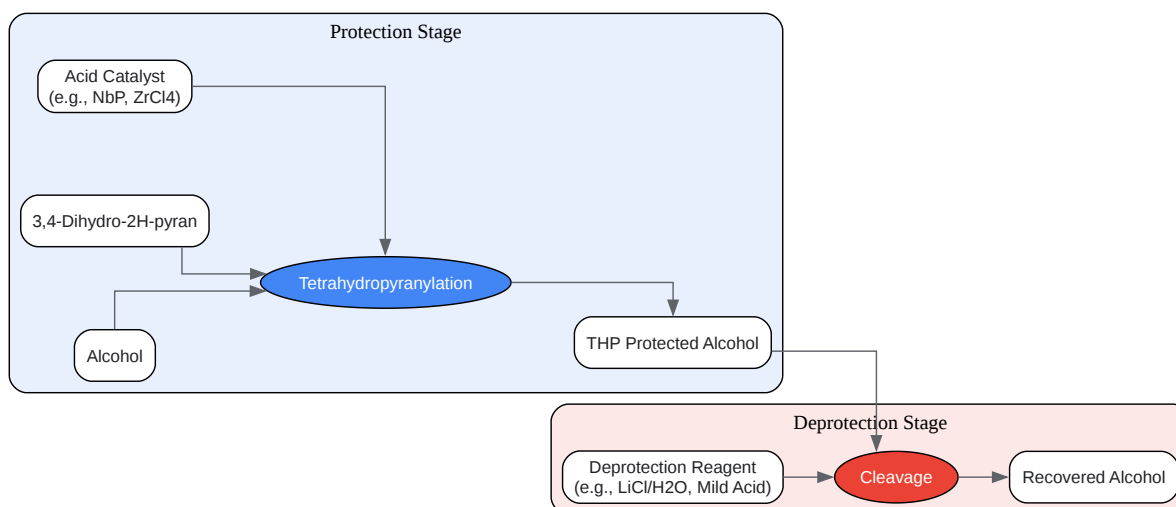 Protection Stage
Acid Catalyst
(e.g., NbP, ZrCl4)
3,4-Dihydro-2H-pyran
Tetrahydropyranylation
Alcohol
THP Protected Alcohol
Deprotection Stage
Deprotection Reagent
(e.g., LiCl/H2O, Mild Acid)
Cleavage
Recovered Alcohol